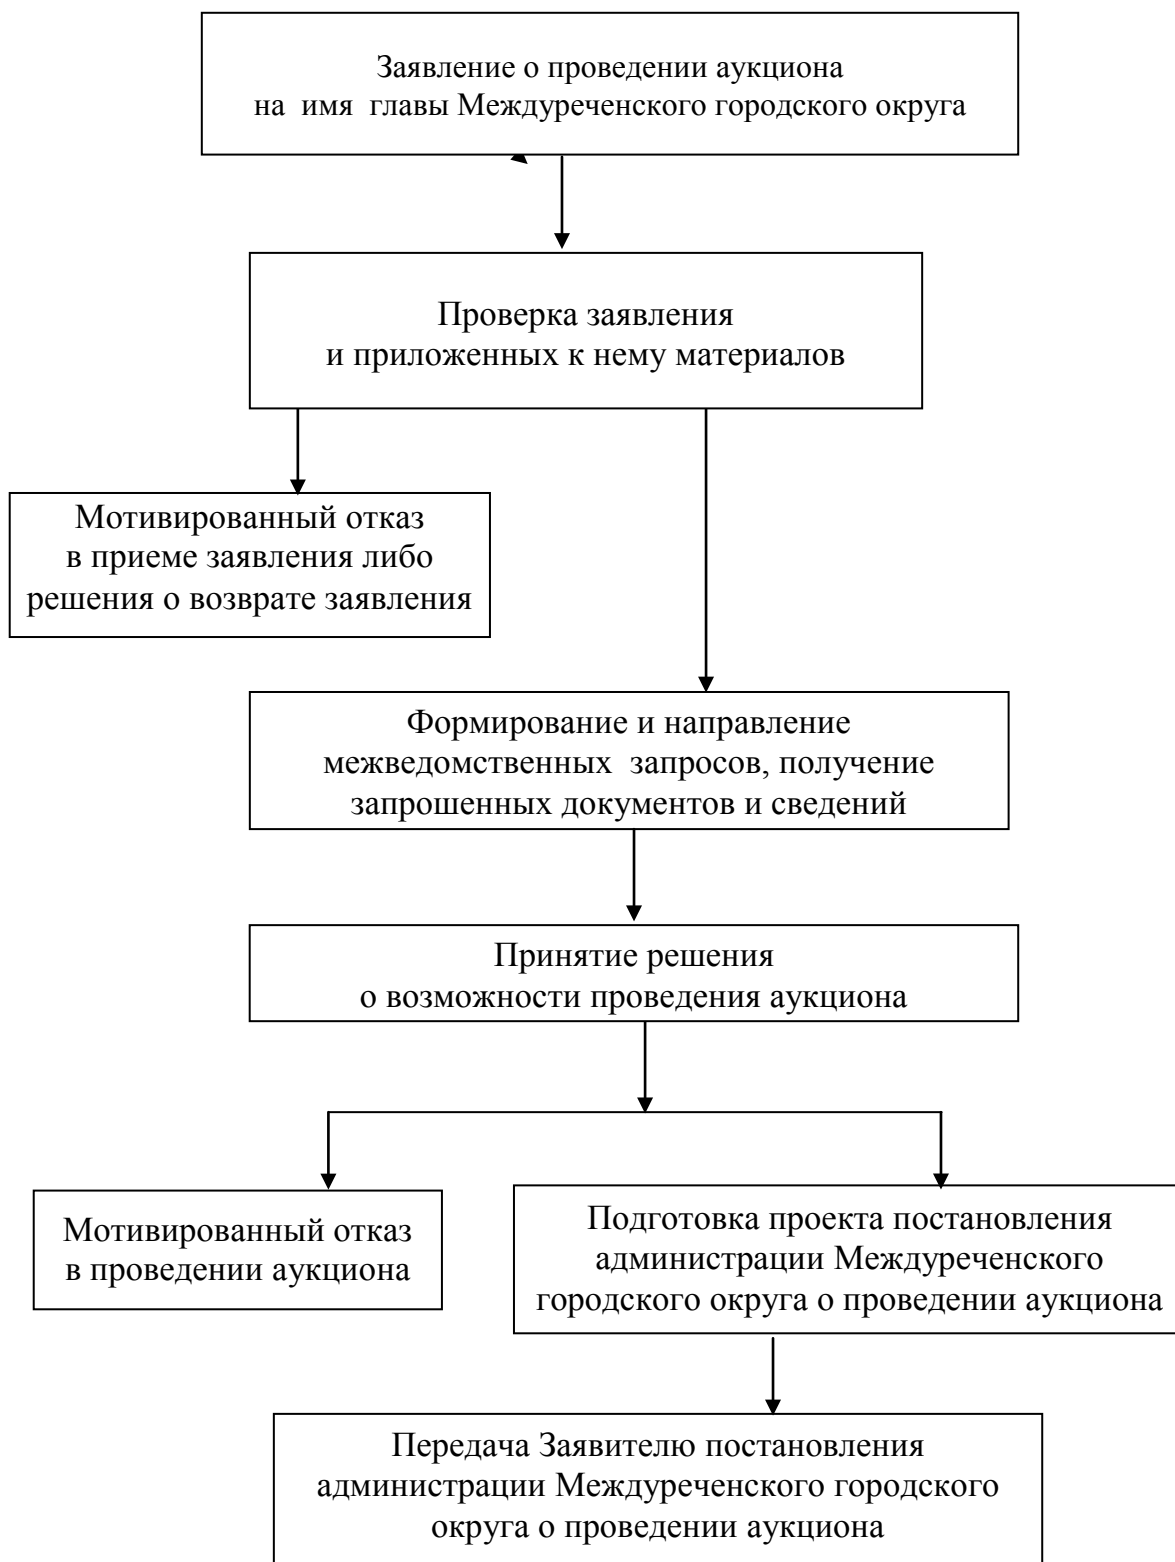 Заявление о проведении аукциона
на имя главы Междуреченского городского округа
Проверка заявления
и приложенных к нему материалов
Мотивированный отказ
в приеме заявления либо
решения о возврате заявления
Формирование и направление
межведомственных запросов, получение
запрошенных документов и сведений
Принятие решения
о возможности проведения аукциона
Мотивированный отказ
в проведении аукциона
Подготовка проекта постановления
администрации Междуреченского
городского округа о проведении аукциона
Передача Заявителю постановления
администрации Междуреченского городского
округа о проведении аукциона